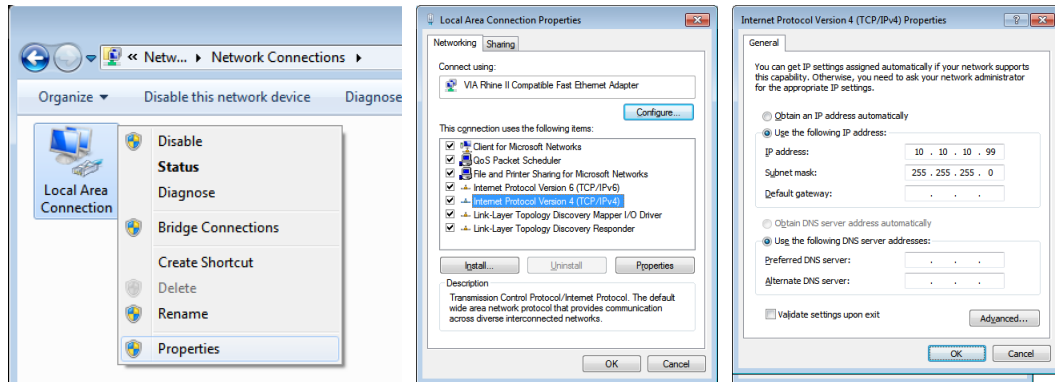 « Netw... ▸ Network Connections ▸
Organize ▾ Disable this network device Diagnose
Local Area
Connection
Disable
Status
Diagnose
Bridge Connections
Create Shortcut
Delete
Rename
Properties
Local Area Connection Properties
Networking Sharing
Connect using:
VIA Rhine II Compatible Fast Ethernet Adapter
Configure...
This connection uses the following items:
Client for Microsoft Networks
QoS Packet Scheduler
File and Printer Sharing for Microsoft Networks
Internet Protocol Version 6 (TCP/IPv6)
Internet Protocol Version 4 (TCP/IPv4)
Link-Layer Topology Discovery Mapper I/O Driver
Link-Layer Topology Discovery Responder
Install... Uninstall Properties
Description
Transmission Control Protocol/Internet Protocol. The default
wide area network protocol that provides communication
across diverse interconnected networks.
OK Cancel
Internet Protocol Version 4 (TCP/IPv4) Properties
General
You can get IP settings assigned automatically if your network supports
this capability. Otherwise, you need to ask your network administrator
for the appropriate IP settings.
Obtain an IP address automatically
Use the following IP address:
IP address: 10 . 10 . 10 . 99
Subnet mask: 255 . 255 . 255 . 0
Default gateway: . . .
Obtain DNS server address automatically
Use the following DNS server addresses:
Preferred DNS server: . . .
Alternate DNS server: . . .
Validate settings upon exit
Advanced...
OK Cancel